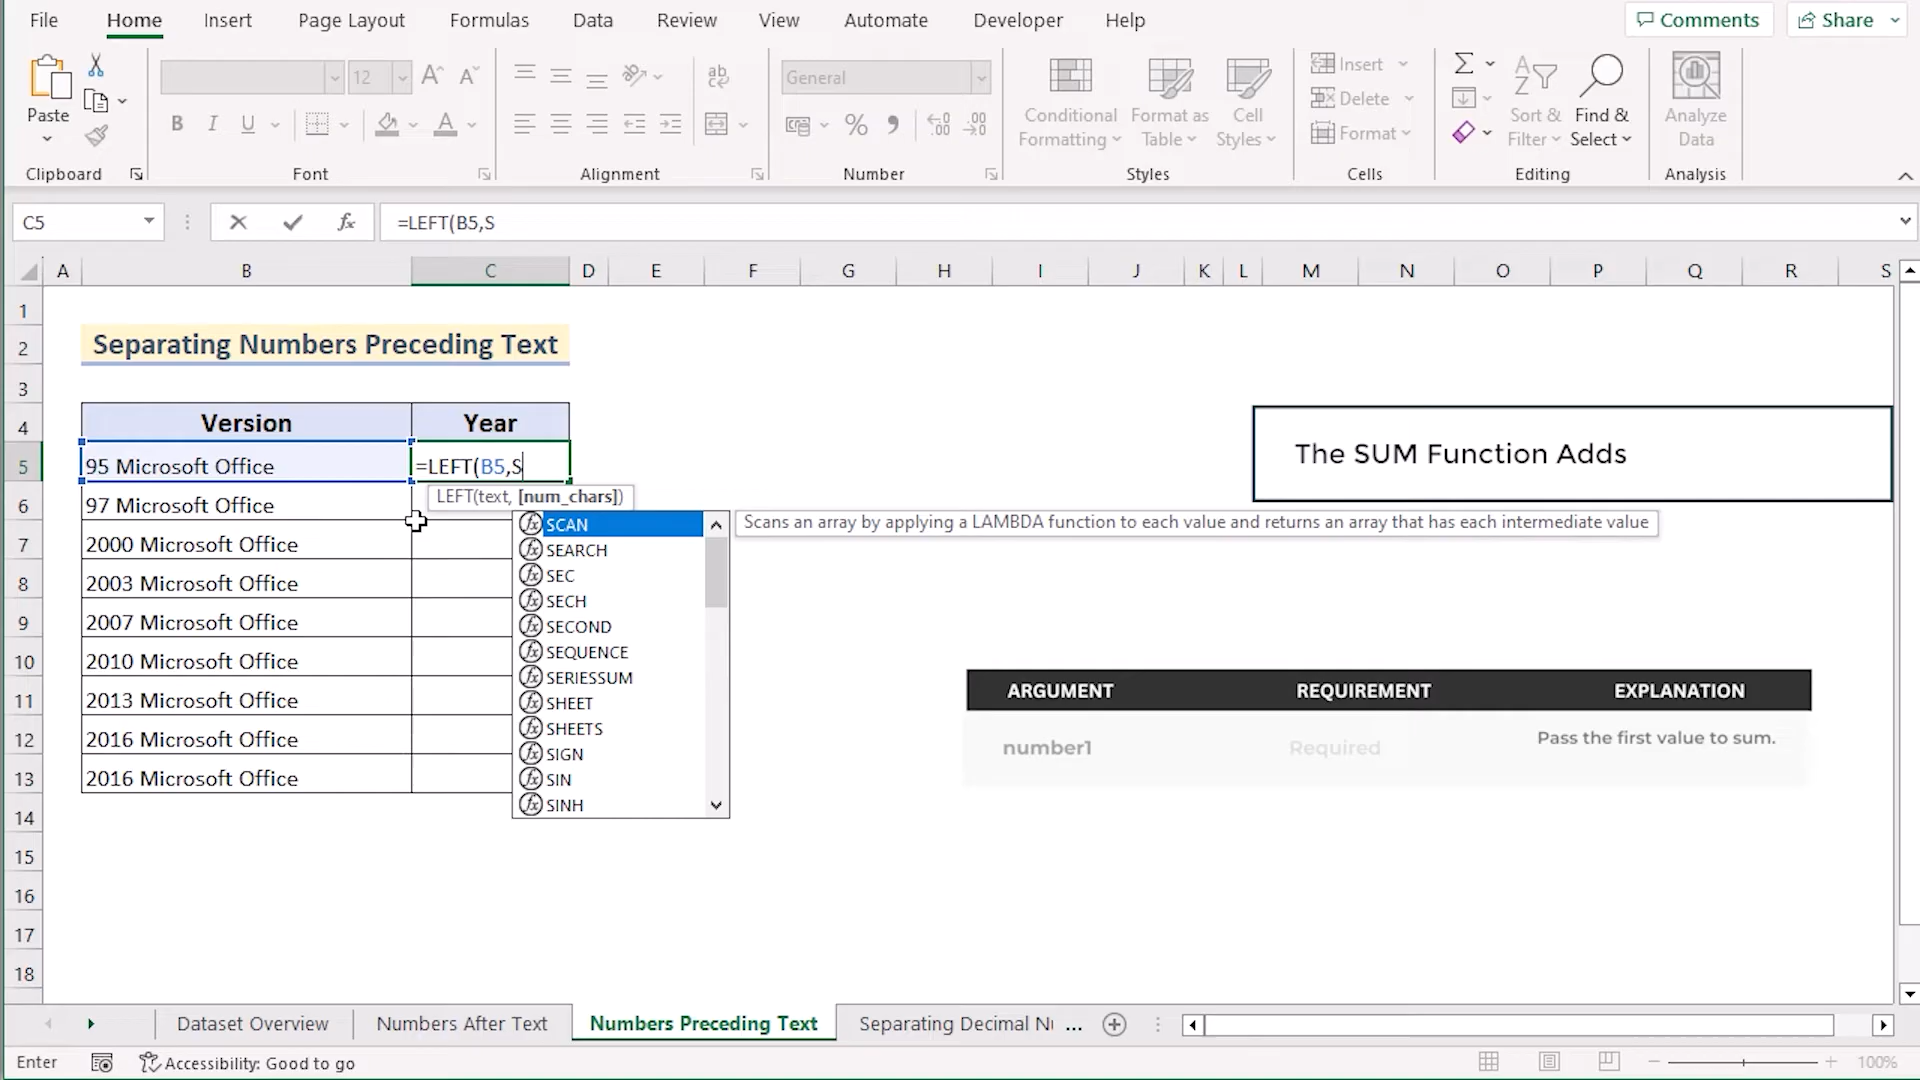 File Home Insert Page Layout Formulas Data Review View Automate Developer Help Comments Share
Paste
12
B I U
ab
General
Conditional Formatting
Format as Table
Cell Styles
Insert
Delete
Format
Sort & Filter
Find & Select
Analyze Data
Clipboard Font Alignment Number Styles Cells Editing Analysis
C5 fx =LEFT(B5,S
A B C D E F G H I J K L M N O P Q R S
1
2 Separating Numbers Preceding Text
3
4 Version Year
5 95 Microsoft Office =LEFT(B5,S
The SUM Function Adds
LEFT(text, [num_chars])
6 97 Microsoft Office
7 2000 Microsoft Office
8 2003 Microsoft Office
9 2007 Microsoft Office
10 2010 Microsoft Office
11 2013 Microsoft Office
12 2016 Microsoft Office
13 2016 Microsoft Office
14
15
16
17
18
SCAN
SEARCH
SEC
SECH
SECOND
SEQUENCE
SERIESSUM
SHEET
SHEETS
SIGN
SIN
SINH
Scans an array by applying a LAMBDA function to each value and returns an array that has each intermediate value
ARGUMENT REQUIREMENT EXPLANATION
number1 Required Pass the first value to sum.
Dataset Overview Numbers After Text Numbers Preceding Text Separating Decimal Nu ...
Enter Accessibility: Good to go 100%